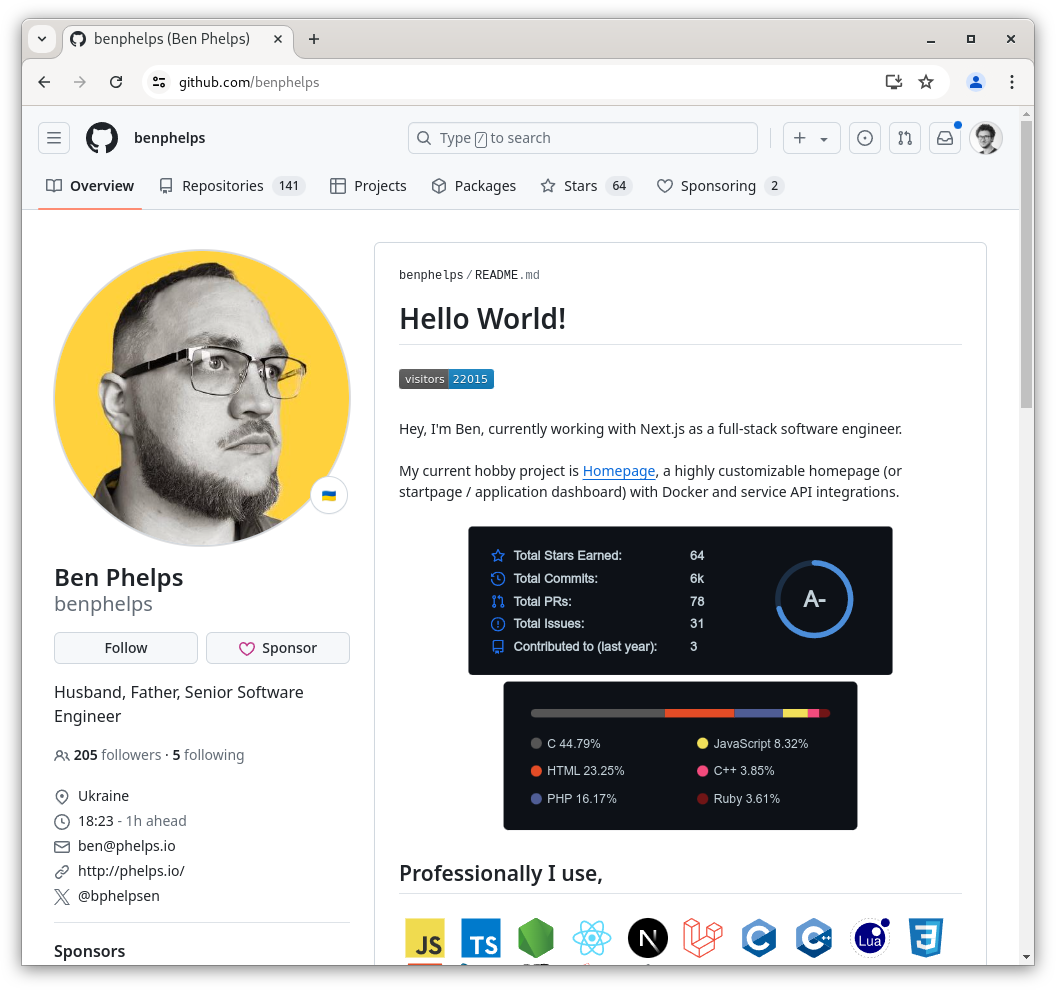 benphelps (Ben Phelps)
github.com/benphelps
benphelps
Type / to search
Overview
Repositories 141
Projects
Packages
Stars 64
Sponsoring 2
Ben Phelps
benphelps
Follow
Sponsor
Husband, Father, Senior Software
Engineer
205 followers · 5 following
Ukraine
18:23 - 1h ahead
ben@phelps.io
http://phelps.io/
@bphelpsen
Sponsors
benphelps/README.md
Hello World!
visitors 22015
Hey, I'm Ben, currently working with Next.js as a full-stack software engineer.
My current hobby project is Homepage, a highly customizable homepage (or
startpage / application dashboard) with Docker and service API integrations.
Total Stars Earned: 64
Total Commits: 6k
Total PRs: 78
Total Issues: 31
Contributed to (last year): 3
A-
C 44.79%
JavaScript 8.32%
HTML 23.25%
C++ 3.85%
PHP 16.17%
Ruby 3.61%
Professionally I use,
JS
TS
N
C
C++
Lua
3